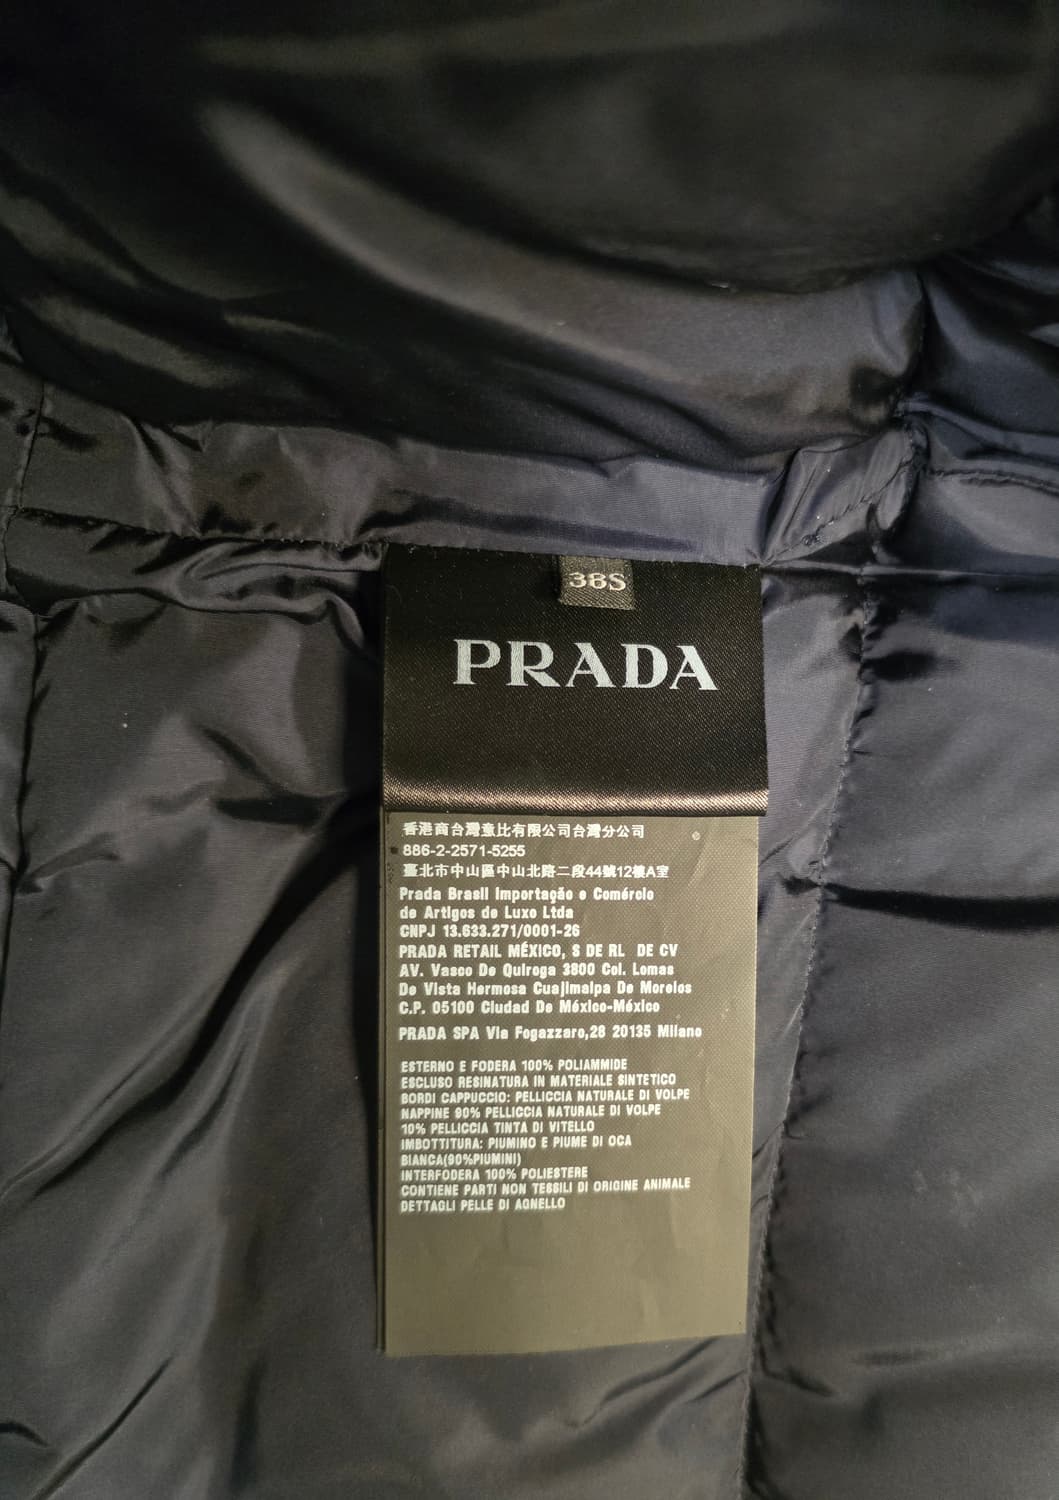 38S
PRADA
香港商台灣童比有限公司台灣分公司
886-2-2571-5255
臺北市中山區中山北路二段44號12樓A室
Prada Brasil Importação e Comércio
de Artigos de Luxo Ltda
CNPJ 13.633.271/0001-26
PRADA RETAIL MÉXICO, S DE RL DE CV
AV. Vasco De Quiroga 3800 Col. Lomas
De Vista Hermosa Cuajimalpa De Morelos
C.P. 05100 Ciudad De México-México
PRADA SPA Via Fogazzaro,28 20135 Milano
ESTERNO E FODERA 100% POLIAMMIDE
ESCLUSO RESINATURA IN MATERIALE SINTETICO
BORDI CAPPUCCIO: PELLICCIA NATURALE DI VOLPE
NAPPINE 90% PELLICCIA NATURALE DI VOLPE
10% PELLICCIA TINTA DI VITELLO
IMBOTTITURA: PIUMINO E PIUME DI OCA
BIANCA(90%PIUMINI)
INTERFODERA 100% POLIESTERE
CONTIENE PARTI NON TESSILI DI ORIGINE ANIMALE
DETTAGLI PELLE DI AGNELLO